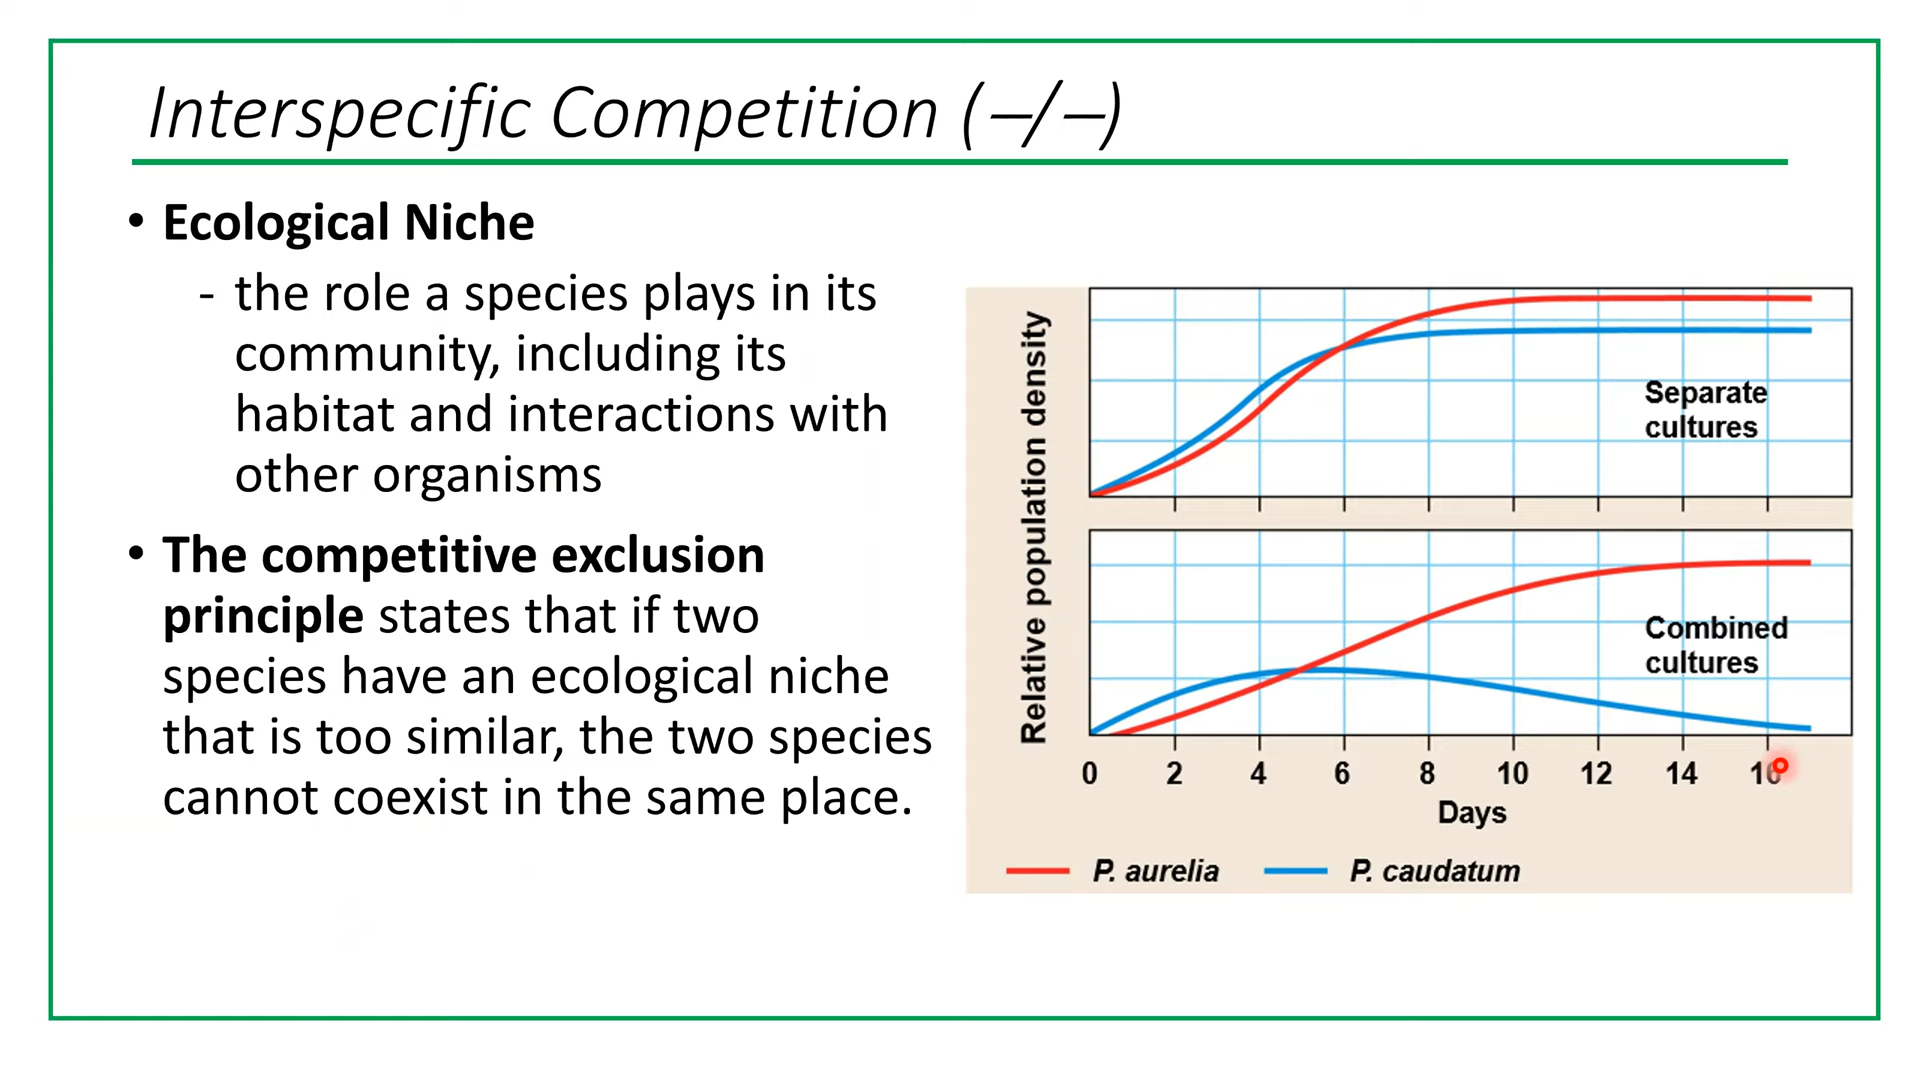 Interspecific Competition (–/–)
• Ecological Niche
- the role a species plays in its
community, including its
habitat and interactions with
other organisms
• The competitive exclusion
principle states that if two
species have an ecological niche
that is too similar, the two species
cannot coexist in the same place.
Relative population density
Separate
cultures
Combined
cultures
0 2 4 6 8 10 12 14 16
Days
P. aurelia P. caudatum